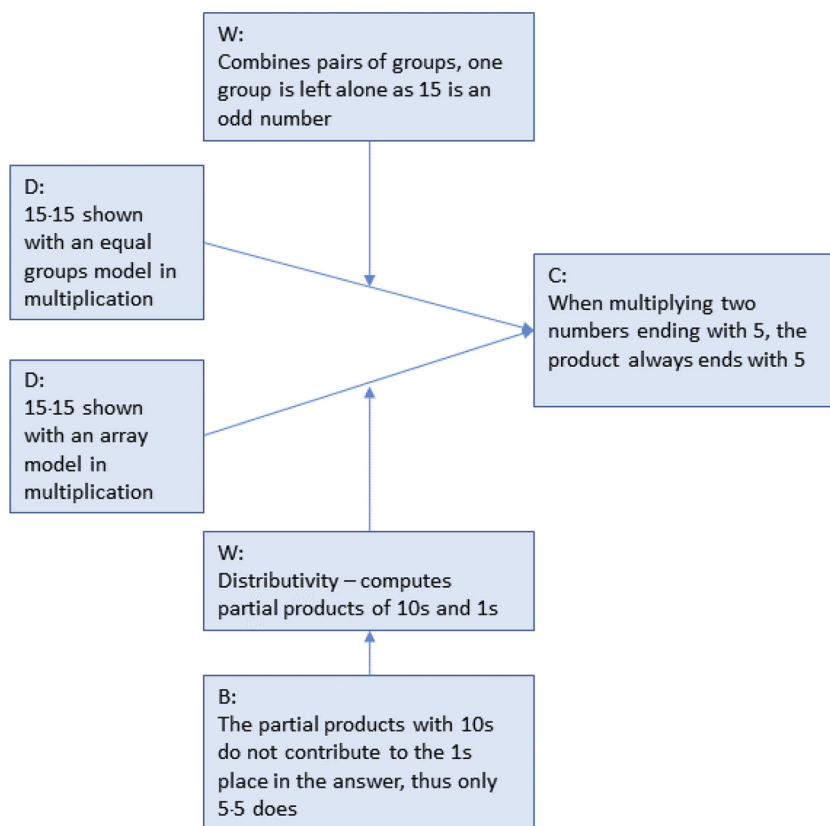 W:
Combines pairs of groups, one
group is left alone as 15 is an
odd number
D:
15·15 shown
with an equal
groups model in
multiplication
C:
When multiplying two
numbers ending with 5, the
product always ends with 5
D:
15·15 shown
with an array
model in
multiplication
W:
Distributivity – computes
partial products of 10s and 1s
B:
The partial products with 10s
do not contribute to the 1s
place in the answer, thus only
5·5 does